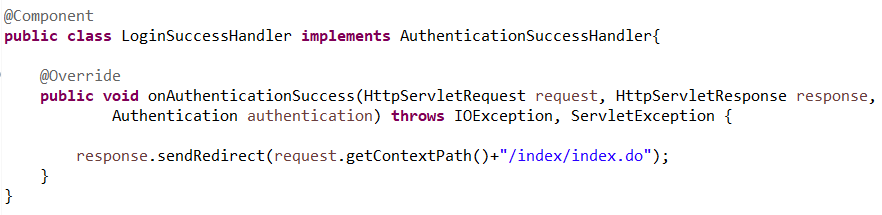 @Component
public class LoginSuccessHandler implements AuthenticationSuccessHandler{
@Override
public void onAuthenticationSuccess(HttpServletRequest request, HttpServletResponse response,
Authentication authentication) throws IOException, ServletException {
response.sendRedirect(request.getContextPath()+"/index/index.do");
}
}